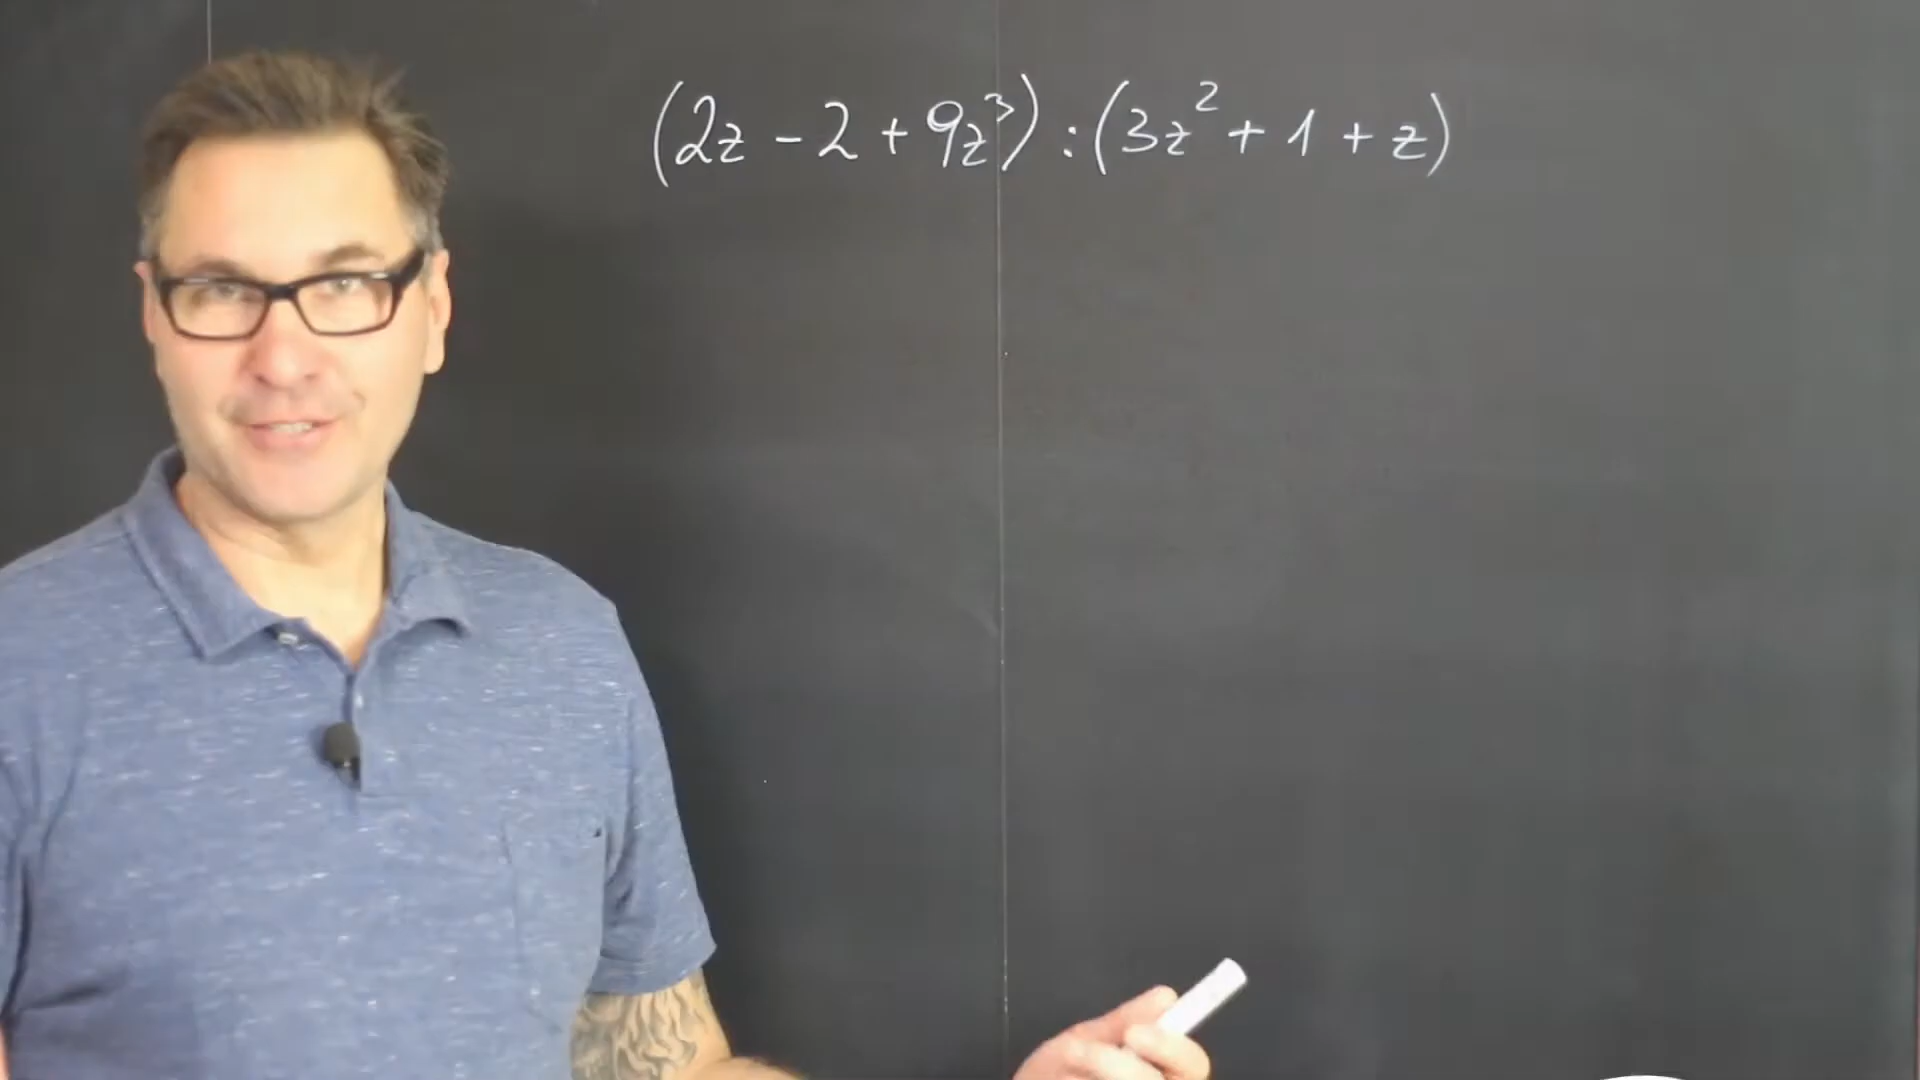 (2z - 2 + 9z³) : (3z² + 1 + z)